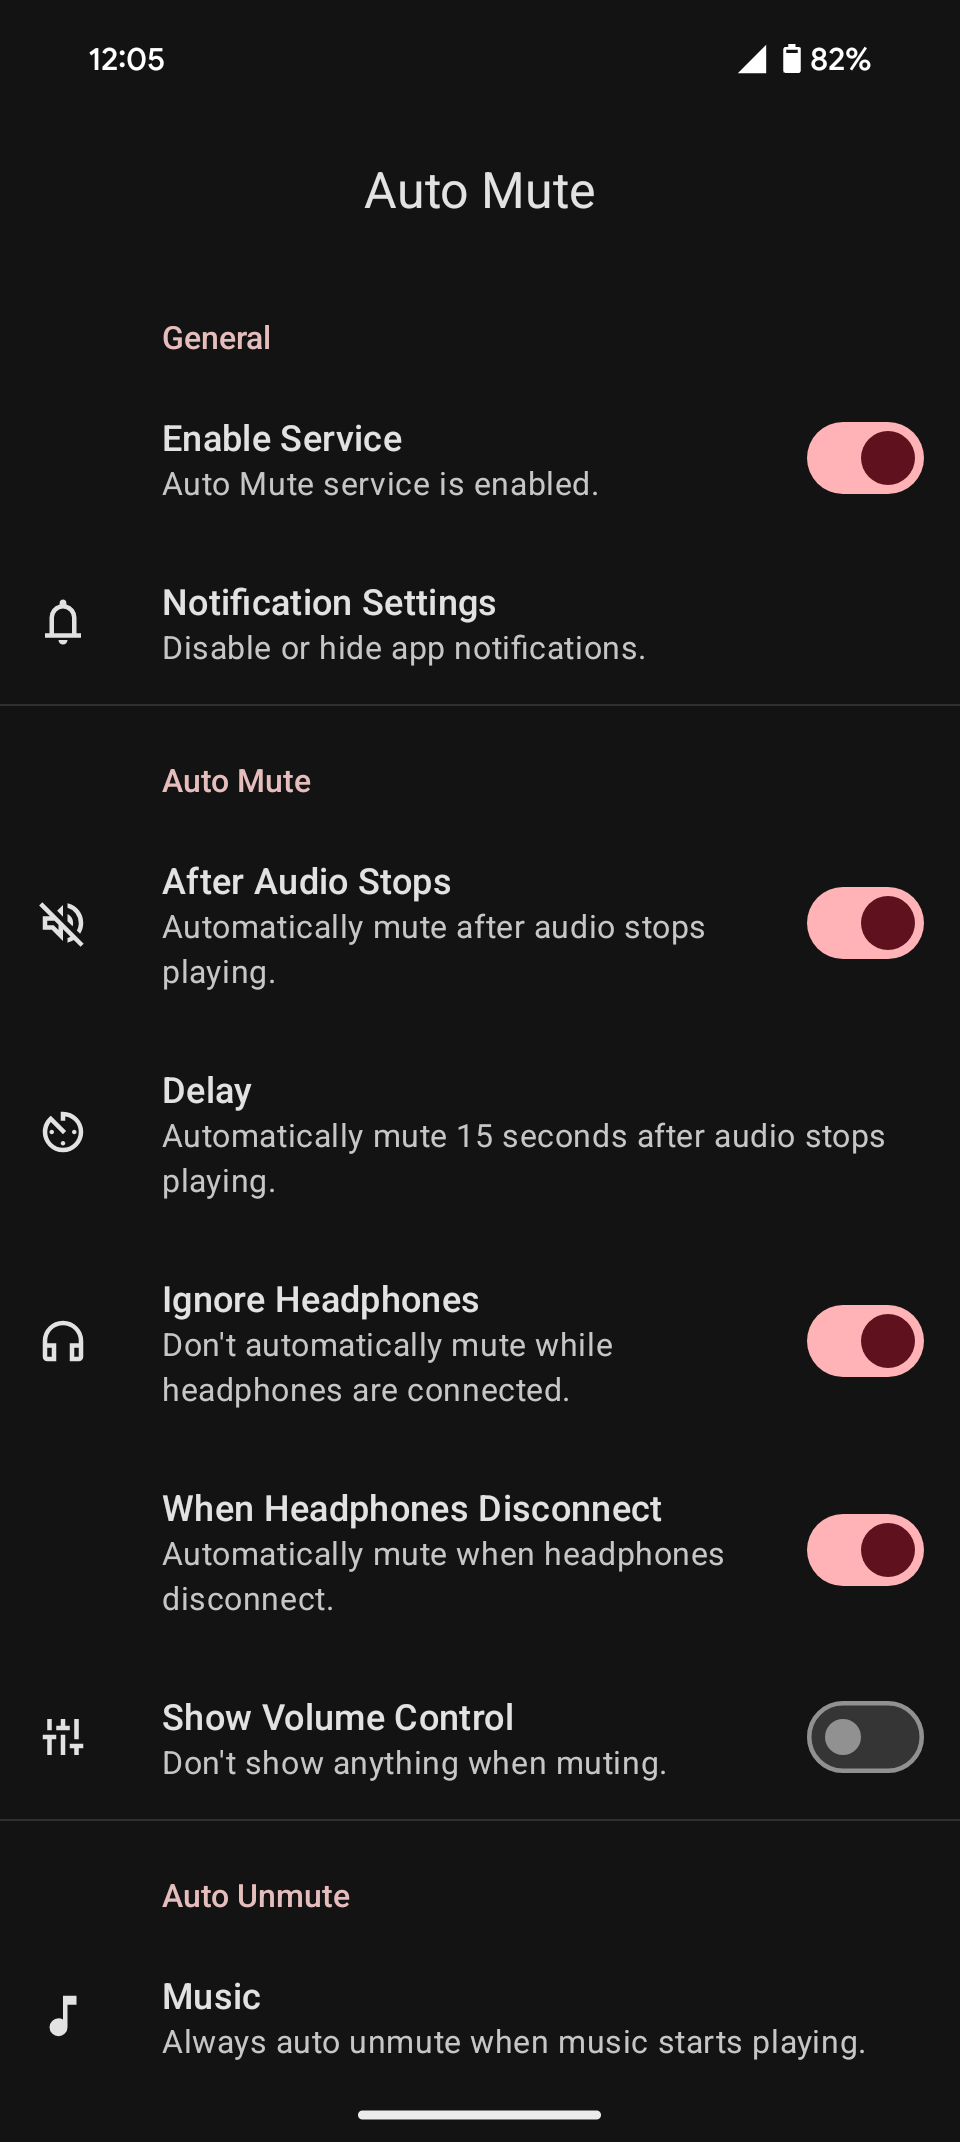 12:05
82%
Auto Mute
General
Enable Service
Auto Mute service is enabled.
Notification Settings
Disable or hide app notifications.
Auto Mute
After Audio Stops
Automatically mute after audio stops
playing.
Delay
Automatically mute 15 seconds after audio stops
playing.
Ignore Headphones
Don't automatically mute while
headphones are connected.
When Headphones Disconnect
Automatically mute when headphones
disconnect.
Show Volume Control
Don't show anything when muting.
Auto Unmute
Music
Always auto unmute when music starts playing.